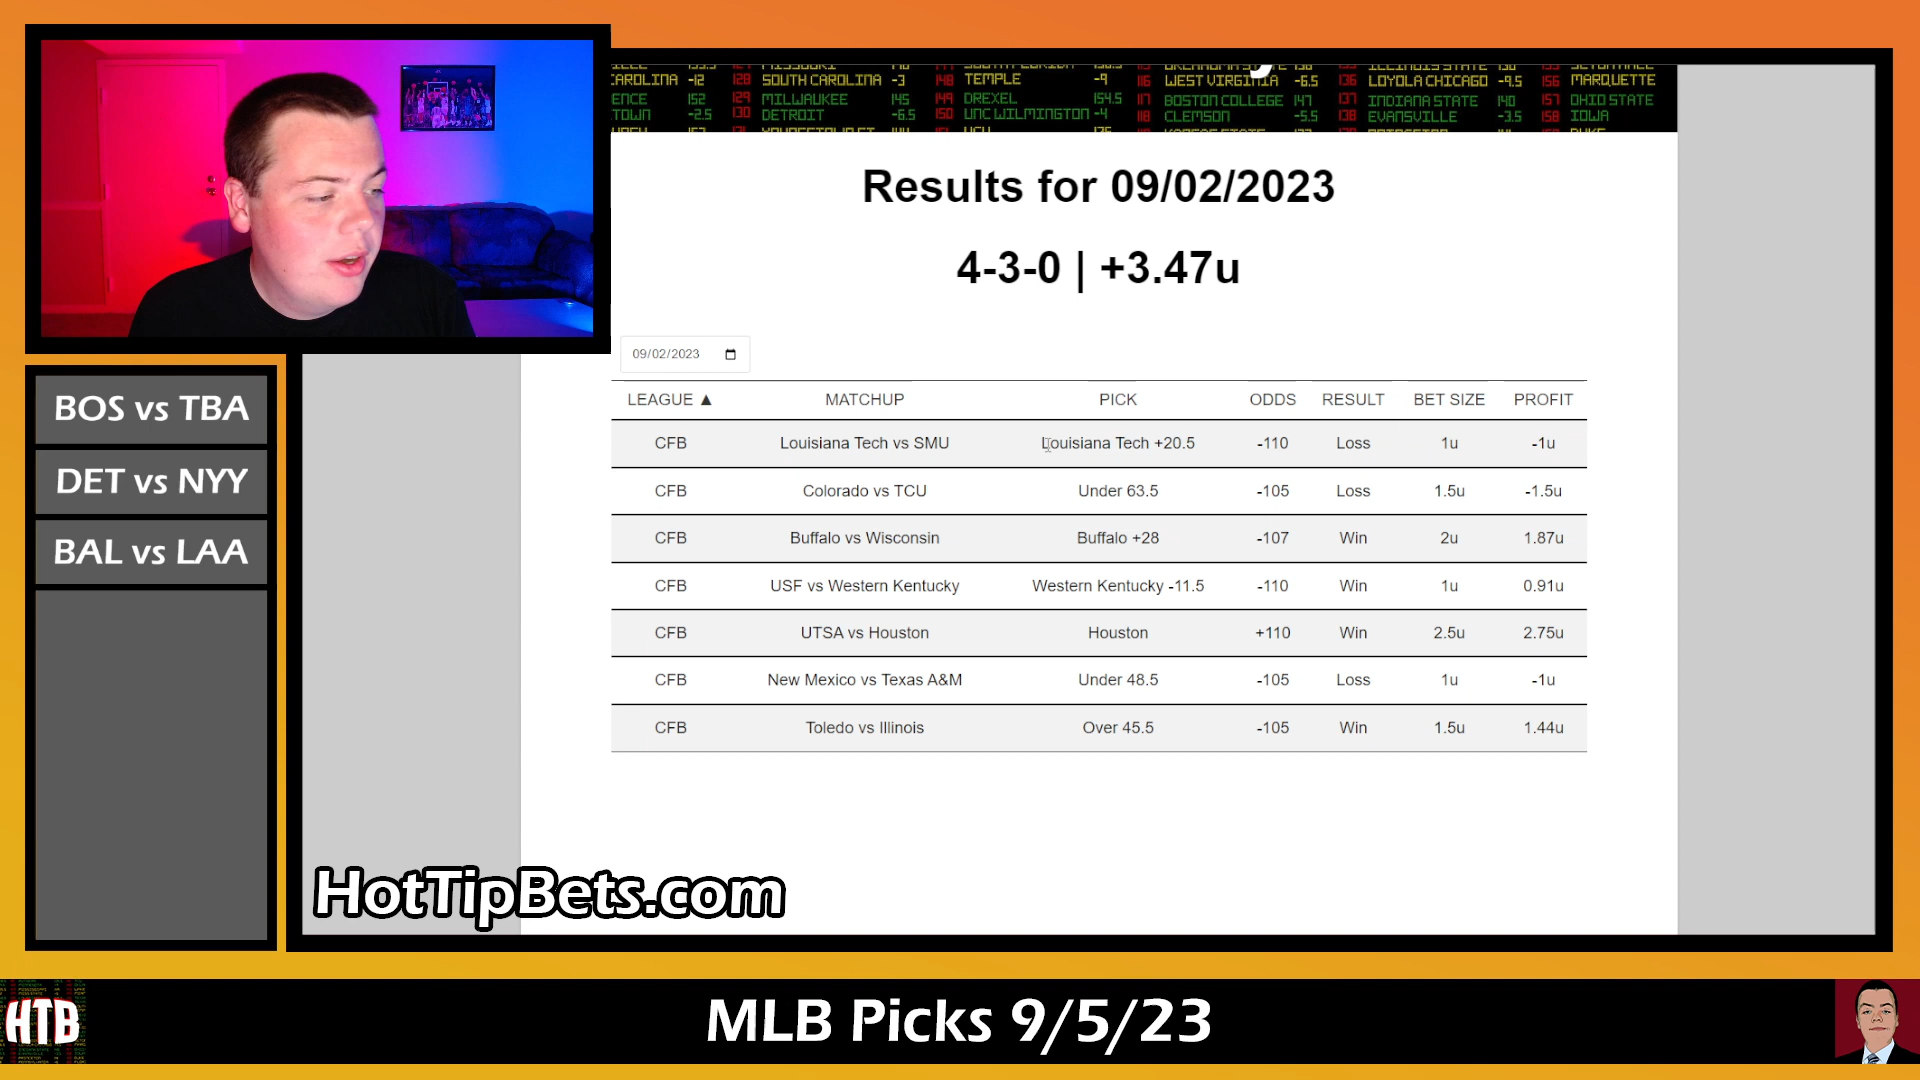 CAROLINA -12 128 SOUTH CAROLINA -3 148 TEMPLE -9 116 WEST VIRGINIA -6.5 136 LOYOLA CHICAGO -9.5 156 MARQUETTE
ENCE 152 129 MILWAUKEE 145 149 DREXEL 154.5 117 BOSTON COLLEGE 147 137 INDIANA STATE 140 157 OHIO STATE
TOWN -2.5 130 DETROIT -6.5 150 UNC WILMINGTON -4 118 CLEMSON -5.5 138 EVANSVILLE -3.5 158 IOWA
Results for 09/02/2023
4-3-0 | +3.47u
09/02/2023
LEAGUE ▲ MATCHUP PICK ODDS RESULT BET SIZE PROFIT
CFB Louisiana Tech vs SMU Louisiana Tech +20.5 -110 Loss 1u -1u
CFB Colorado vs TCU Under 63.5 -105 Loss 1.5u -1.5u
CFB Buffalo vs Wisconsin Buffalo +28 -107 Win 2u 1.87u
CFB USF vs Western Kentucky Western Kentucky -11.5 -110 Win 1u 0.91u
CFB UTSA vs Houston Houston +110 Win 2.5u 2.75u
CFB New Mexico vs Texas A&M Under 48.5 -105 Loss 1u -1u
CFB Toledo vs Illinois Over 45.5 -105 Win 1.5u 1.44u
BOS vs TBA
DET vs NYY
BAL vs LAA
HotTipBets.com
HTB
MLB Picks 9/5/23